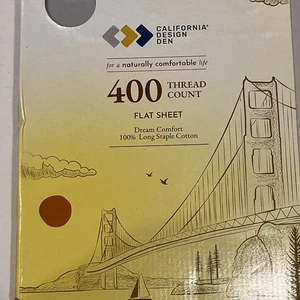 CALIFORNIA®
DESIGN
DEN
for a naturally comfortable life
400 THREAD
COUNT
FLAT SHEET
Dream Comfort
100% Long Staple Cotton